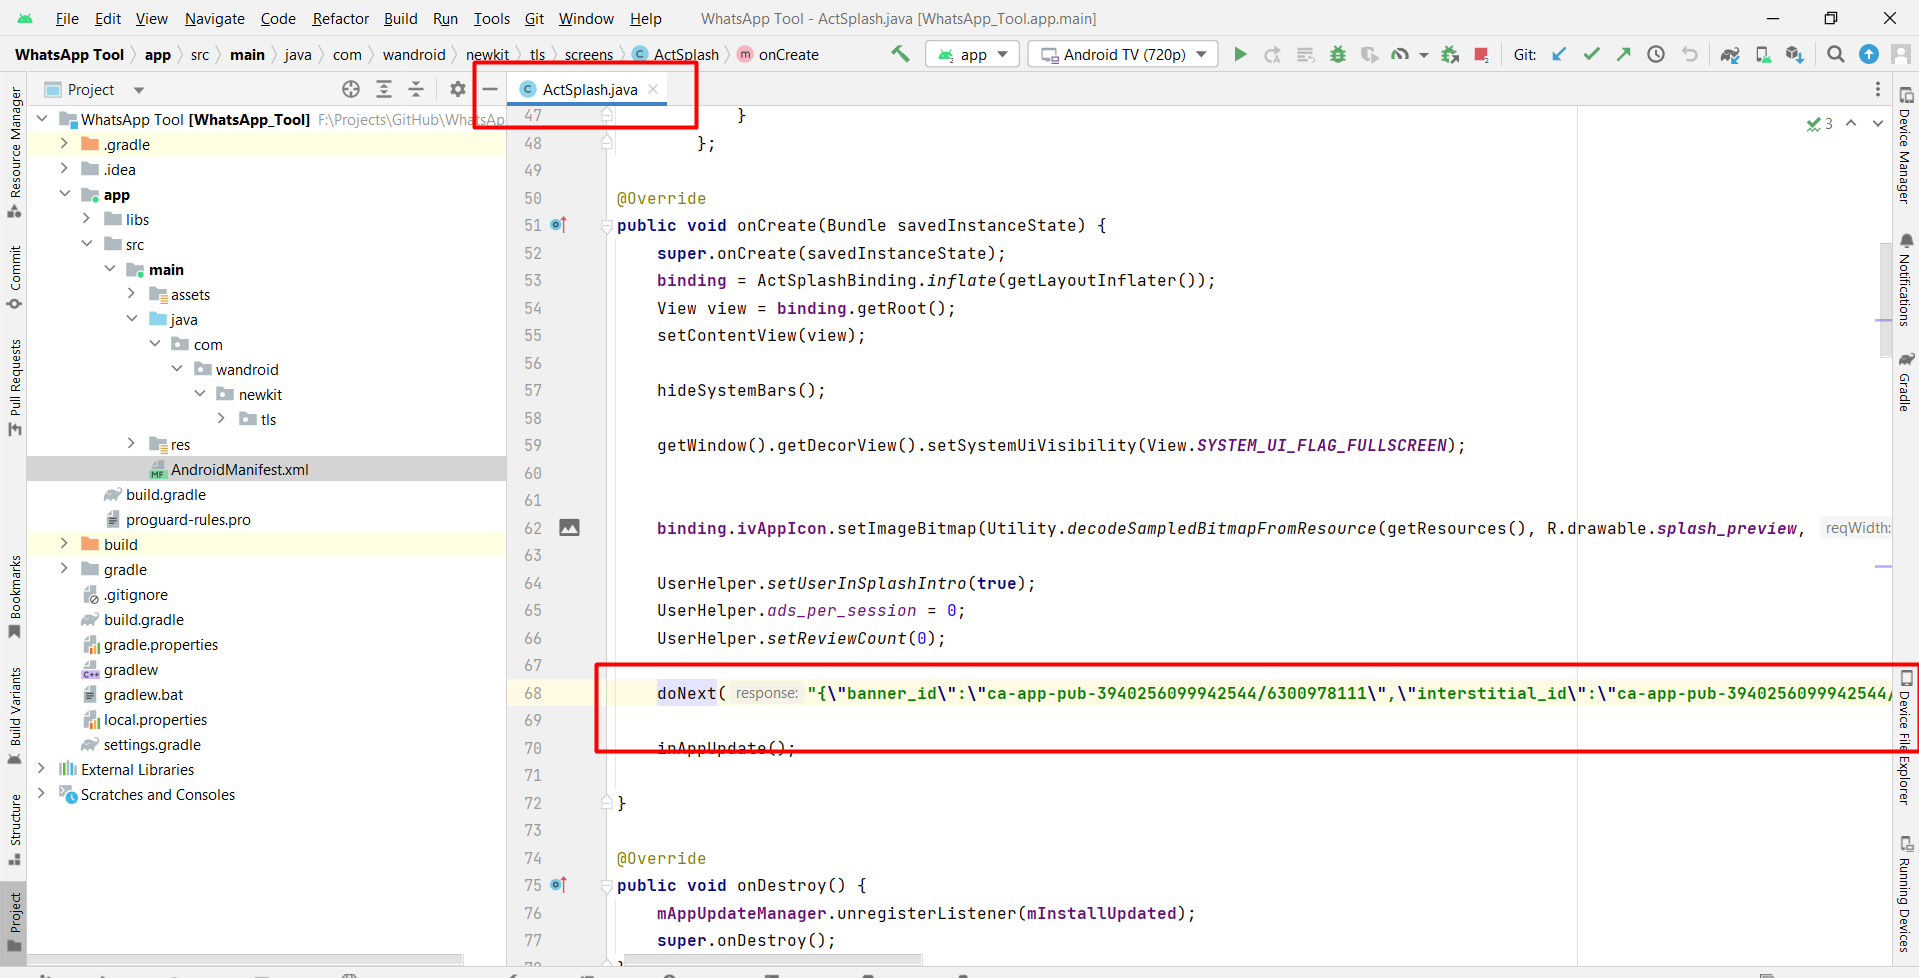 File Edit View Navigate Code Refactor Build Run Tools Git Window Help WhatsApp Tool - ActSplash.java [WhatsApp_Tool.app.main]
WhatsApp Tool app src main java com wandroid newkit tls screens ActSplash onCreate app Android TV (720p) Git:
Project
ActSplash.java
WhatsApp Tool [WhatsApp_Tool] F:\Projects\GitHub\WhatsAp
.gradle
.idea
app
libs
src
main
assets
java
com
wandroid
newkit
tls
res
AndroidManifest.xml
build.gradle
proguard-rules.pro
build
gradle
.gitignore
build.gradle
gradle.properties
gradlew
gradlew.bat
local.properties
settings.gradle
External Libraries
Scratches and Consoles
Resource Manager
Commit
Pull Requests
Bookmarks
Build Variants
Structure
Project
3
47 }
48 };
49
50 @Override
51 public void onCreate(Bundle savedInstanceState) {
52 super.onCreate(savedInstanceState);
53 binding = ActSplashBinding.inflate(getLayoutInflater());
54 View view = binding.getRoot();
55 setContentView(view);
56
57 hideSystemBars();
58
59 getWindow().getDecorView().setSystemUiVisibility(View.SYSTEM_UI_FLAG_FULLSCREEN);
60
61
62 binding.ivAppIcon.setImageBitmap(Utility.decodeSampledBitmapFromResource(getResources(), R.drawable.splash_preview, reqWidth:
63
64 UserHelper.setUserInSplashIntro(true);
65 UserHelper.ads_per_session = 0;
66 UserHelper.setReviewCount(0);
67
68 doNext( response: "{\"banner_id\":\"ca-app-pub-3940256099942544/6300978111\",\"interstitial_id\":\"ca-app-pub-3940256099942544/
69
70 inAppUpdate();
71
72 }
73
74 @Override
75 public void onDestroy() {
76 mAppUpdateManager.unregisterListener(mInstallUpdated);
77 super.onDestroy();
78 }
Device Manager
Notifications
Gradle
Device File Explorer
Running Devices